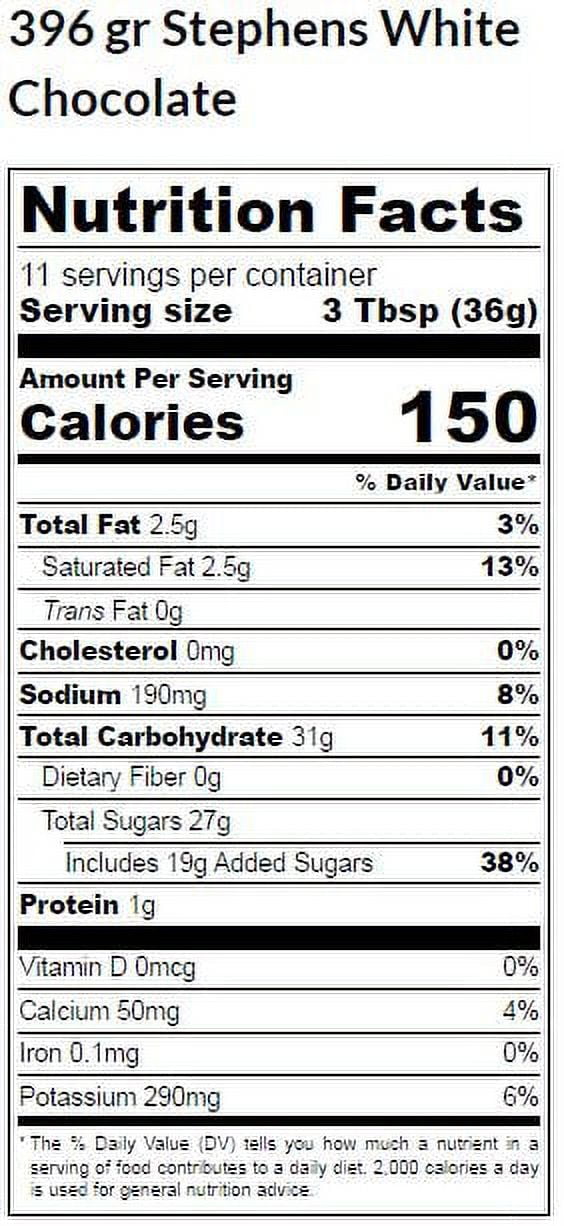 396 gr Stephens White
Chocolate
Nutrition Facts
11 servings per container
Serving size 3 Tbsp (36g)
Amount Per Serving
Calories 150
% Daily Value*
Total Fat 2.5g 3%
Saturated Fat 2.5g 13%
Trans Fat 0g
Cholesterol 0mg 0%
Sodium 190mg 8%
Total Carbohydrate 31g 11%
Dietary Fiber 0g 0%
Total Sugars 27g
Includes 19g Added Sugars 38%
Protein 1g
Vitamin D 0mcg 0%
Calcium 50mg 4%
Iron 0.1mg 0%
Potassium 290mg 6%
* The % Daily Value (DV) tells you how much a nutrient in a
serving of food contributes to a daily diet. 2,000 calories a day
is used for general nutrition advice.